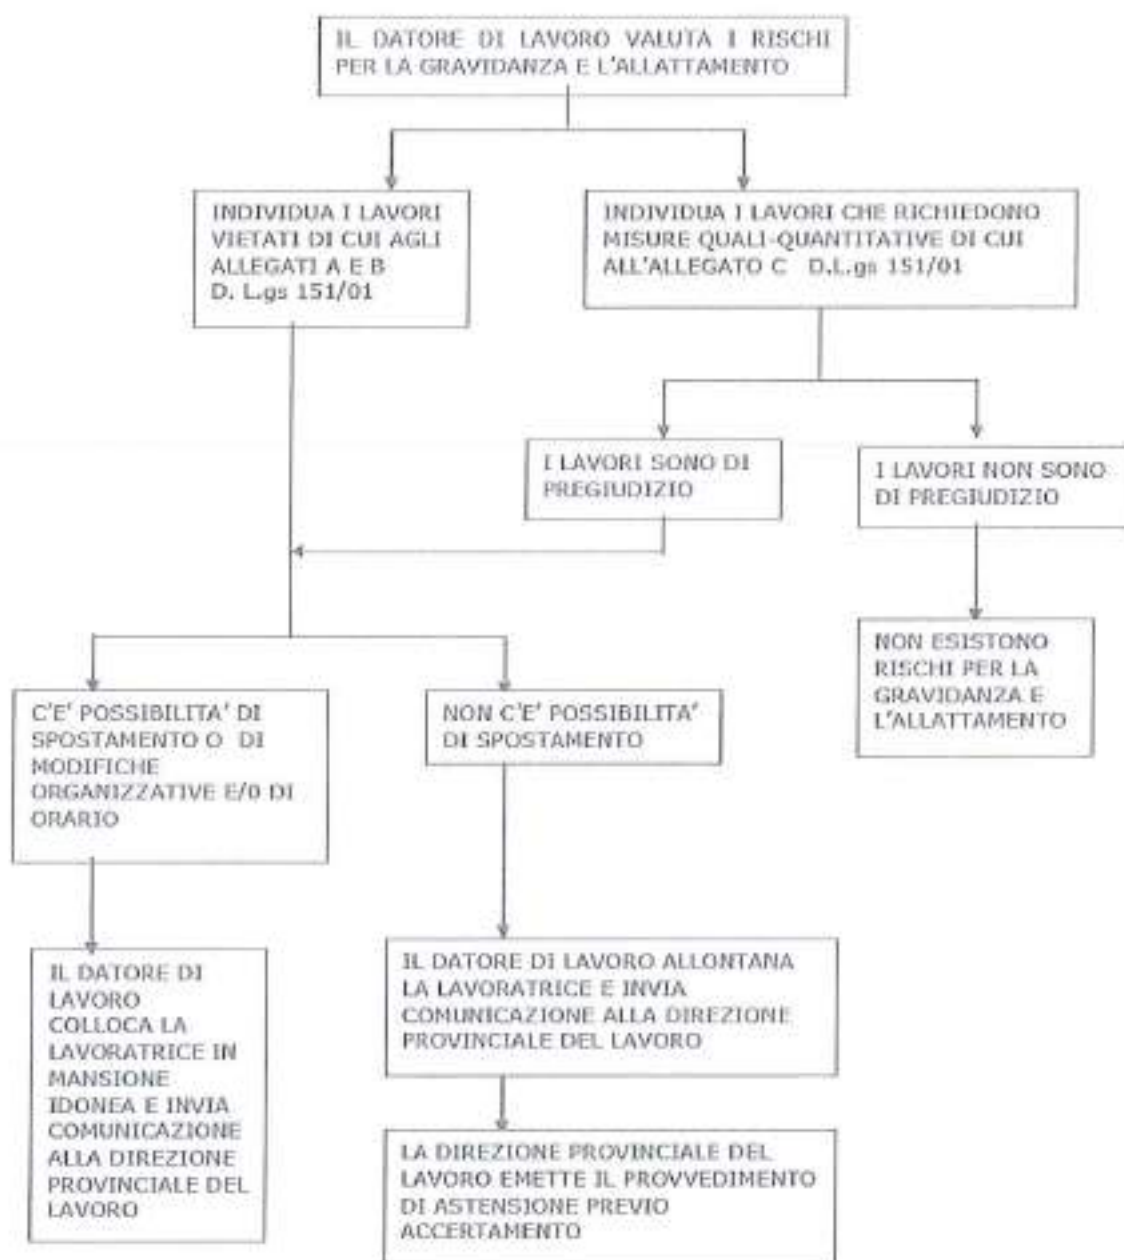 IL DATORE DI LAVORO VALUTA I RISCHI
PER LA GRAVIDANZA E L'ALLATTAMENTO
INDIVIDUA I LAVORI
VIETATI DI CUI AGLI
ALLEGATI A E B
D. L.gs 151/01
INDIVIDUA I LAVORI CHE RICHIEDONO
MISURE QUALI-QUANTITATIVE DI CUI
ALL'ALLEGATO C D.L.gs 151/01
I LAVORI SONO DI
PREGIUDIZIO
I LAVORI NON SONO
DI PREGIUDIZIO
NON ESISTONO
RISCHI PER LA
GRAVIDANZA E
L'ALLATTAMENTO
C'E' POSSIBILITA' DI
SPOSTAMENTO O DI
MODIFICHE
ORGANIZZATIVE E/0 DI
ORARIO
NON C'E' POSSIBILITA'
DI SPOSTAMENTO
IL DATORE DI
LAVORO
COLLOCA LA
LAVORATRICE IN
MANSIONE
IDONEA E INVIA
COMUNICAZIONE
ALLA DIREZIONE
PROVINCIALE DEL
LAVORO
IL DATORE DI LAVORO ALLONTANA
LA LAVORATRICE E INVIA
COMUNICAZIONE ALLA DIREZIONE
PROVINCIALE DEL LAVORO
LA DIREZIONE PROVINCIALE DEL
LAVORO EMETTE IL PROVVEDIMENTO
DI ASTENSIONE PREVIO
ACCERTAMENTO